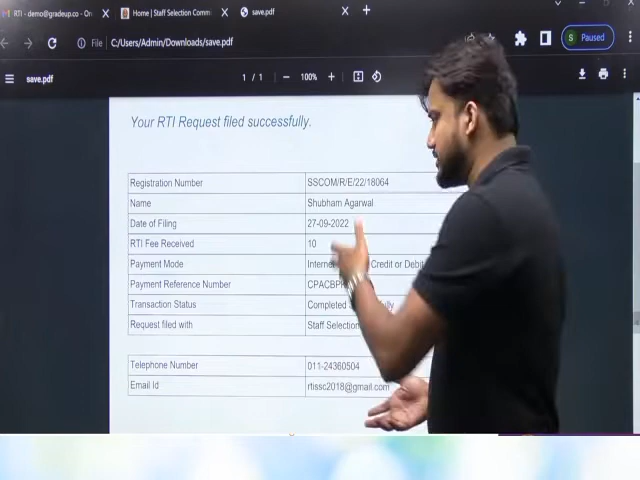 RTI - demo@gradeup.co - On
Home | Staff Selection Comm
save.pdf
File C:/Users/Admin/Downloads/save.pdf
S Paused
save.pdf
1 / 1
100%
Your RTI Request filed successfully.
Registration Number SSCOM/R/E/22/18064
Name Shubham Agarwal
Date of Filing 27-09-2022
RTI Fee Received 10
Payment Mode Credit or Debit
Payment Reference Number
Transaction Status Completed
Request filed with Staff Selection
Telephone Number 011-24360504
Email Id rtissc2018@gmail.com